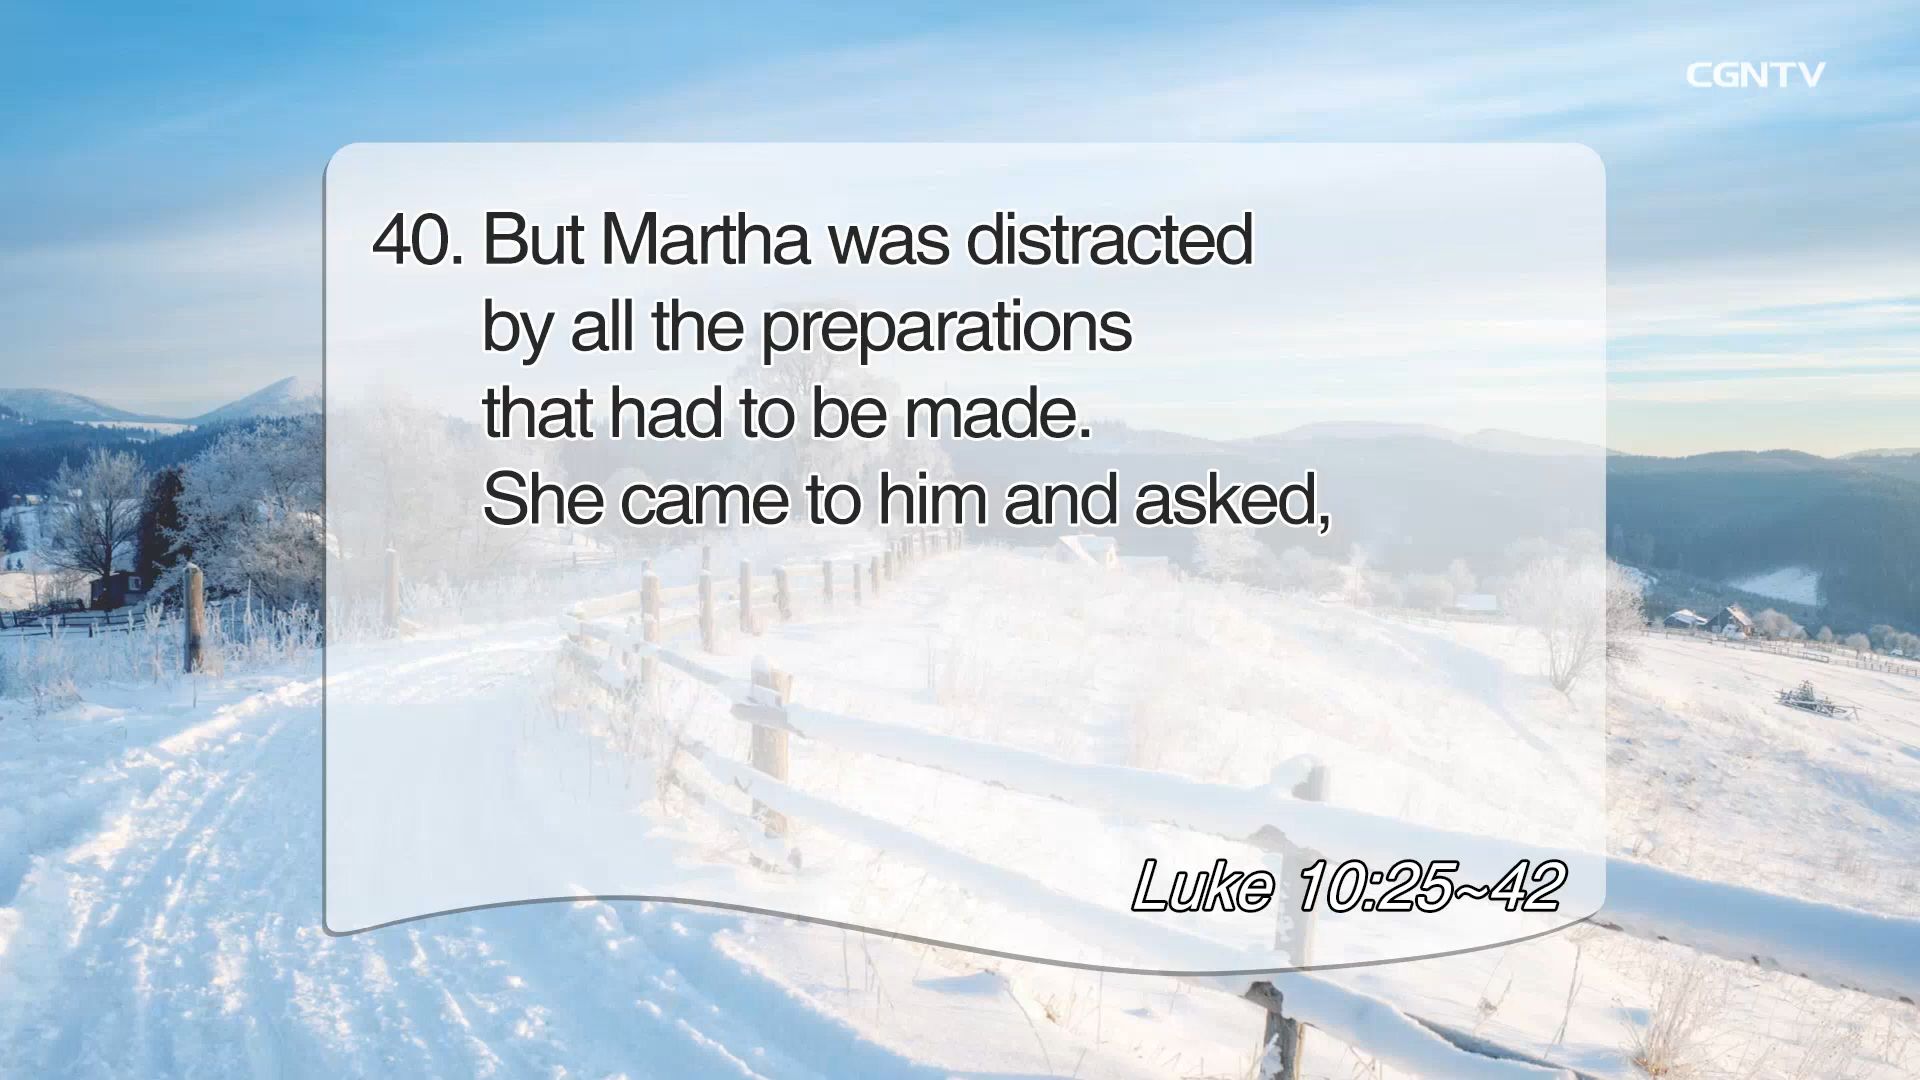 CGNTV
40. But Martha was distracted
by all the preparations
that had to be made.
She came to him and asked,
Luke 10:25~42